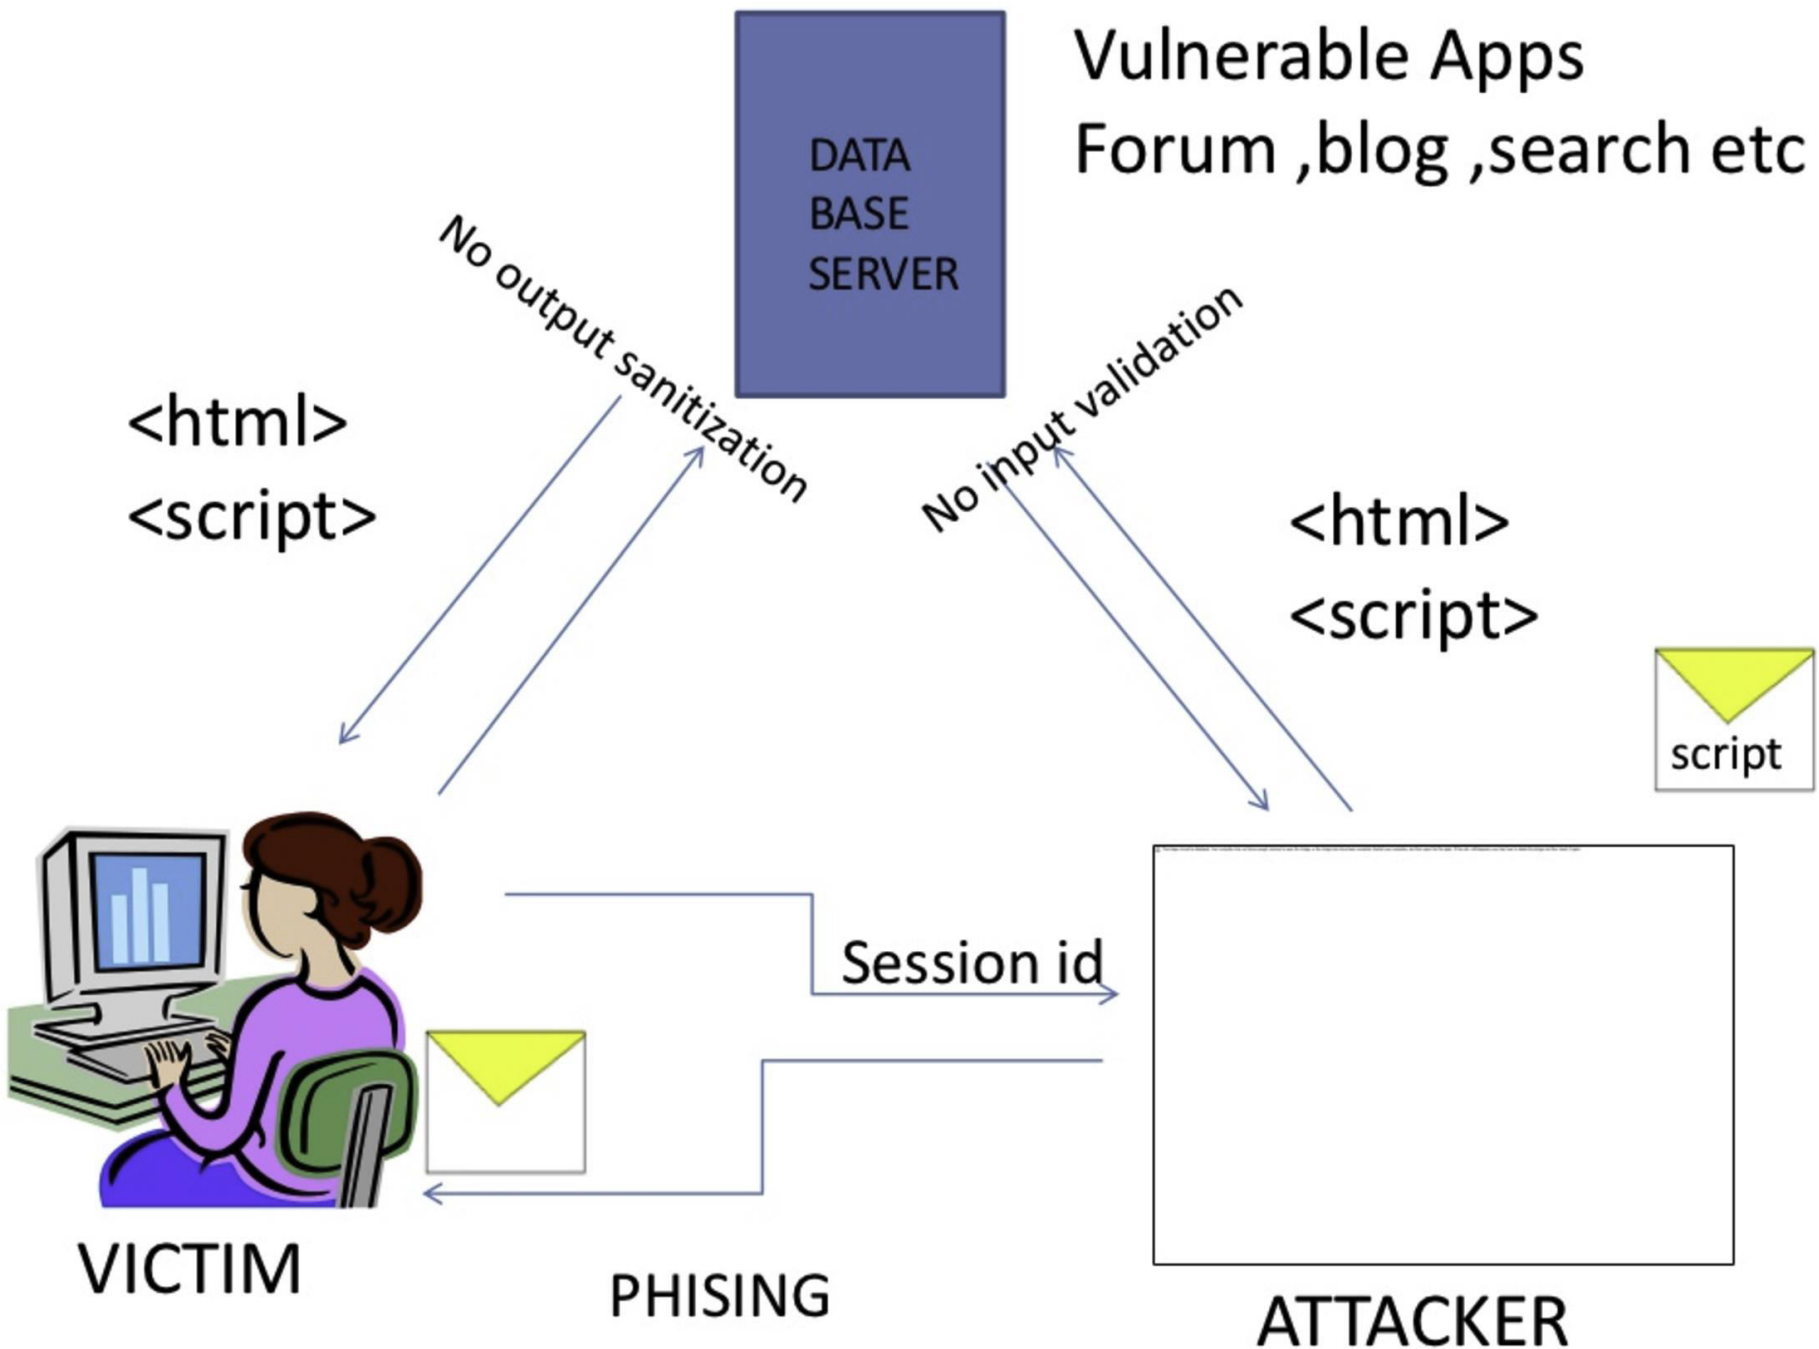 Vulnerable Apps
Forum ,blog ,search etc
DATA
BASE
SERVER
No output sanitization
No input validation
<html>
<script>
<html>
<script>
script
Session id
VICTIM
PHISING
ATTACKER